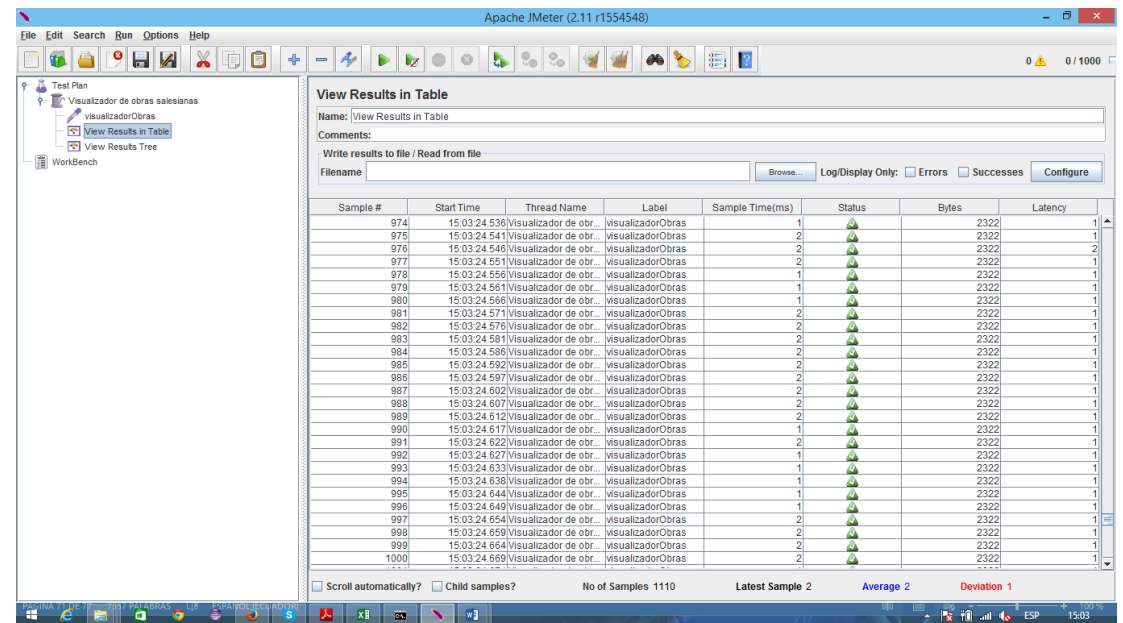 Apache JMeter (2.11 r1554548)
File Edit Search Run Options Help
0 / 1000
Test Plan
Visualizador de obras salesianas
visualizadorObras
View Results in Table
View Results Tree
WorkBench
View Results in Table
Name: View Results in Table
Comments:
Write results to file / Read from file
Filename Browse... Log/Display Only: Errors Successes Configure
Sample # Start Time Thread Name Label Sample Time(ms) Status Bytes Latency
974 15:03:24.536 Visualizador de obr... visualizadorObras 1 2322 1
975 15:03:24.541 Visualizador de obr... visualizadorObras 2 2322 1
976 15:03:24.546 Visualizador de obr... visualizadorObras 2 2322 2
977 15:03:24.551 Visualizador de obr... visualizadorObras 2 2322 1
978 15:03:24.556 Visualizador de obr... visualizadorObras 1 2322 1
979 15:03:24.561 Visualizador de obr... visualizadorObras 1 2322 1
980 15:03:24.566 Visualizador de obr... visualizadorObras 1 2322 1
981 15:03:24.571 Visualizador de obr... visualizadorObras 2 2322 1
982 15:03:24.576 Visualizador de obr... visualizadorObras 2 2322 1
983 15:03:24.581 Visualizador de obr... visualizadorObras 2 2322 1
984 15:03:24.586 Visualizador de obr... visualizadorObras 2 2322 1
985 15:03:24.592 Visualizador de obr... visualizadorObras 2 2322 1
986 15:03:24.597 Visualizador de obr... visualizadorObras 2 2322 1
987 15:03:24.602 Visualizador de obr... visualizadorObras 2 2322 1
988 15:03:24.607 Visualizador de obr... visualizadorObras 2 2322 1
989 15:03:24.612 Visualizador de obr... visualizadorObras 2 2322 1
990 15:03:24.617 Visualizador de obr... visualizadorObras 1 2322 1
991 15:03:24.622 Visualizador de obr... visualizadorObras 2 2322 1
992 15:03:24.627 Visualizador de obr... visualizadorObras 1 2322 1
993 15:03:24.633 Visualizador de obr... visualizadorObras 1 2322 1
994 15:03:24.638 Visualizador de obr... visualizadorObras 1 2322 1
995 15:03:24.644 Visualizador de obr... visualizadorObras 1 2322 1
996 15:03:24.649 Visualizador de obr... visualizadorObras 1 2322 1
997 15:03:24.654 Visualizador de obr... visualizadorObras 2 2322 1
998 15:03:24.659 Visualizador de obr... visualizadorObras 2 2322 1
999 15:03:24.664 Visualizador de obr... visualizadorObras 2 2322 1
1000 15:03:24.669 Visualizador de obr... visualizadorObras 2 2322 1
Scroll automatically? Child samples? No of Samples 1110 Latest Sample 2 Average 2 Deviation 1
PÁGINA 71 DE PALABRAS ESPAÑOL (ECUADOR) 100 %
ESP 15:03